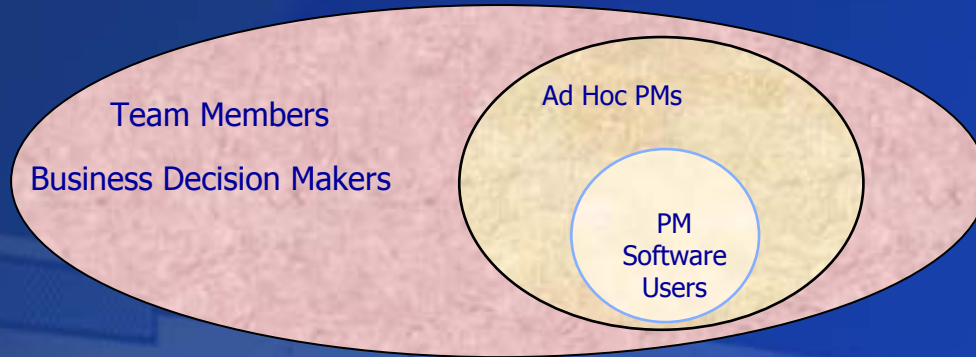 Team Members
Business Decision Makers
Ad Hoc PMs
PM
Software
Users